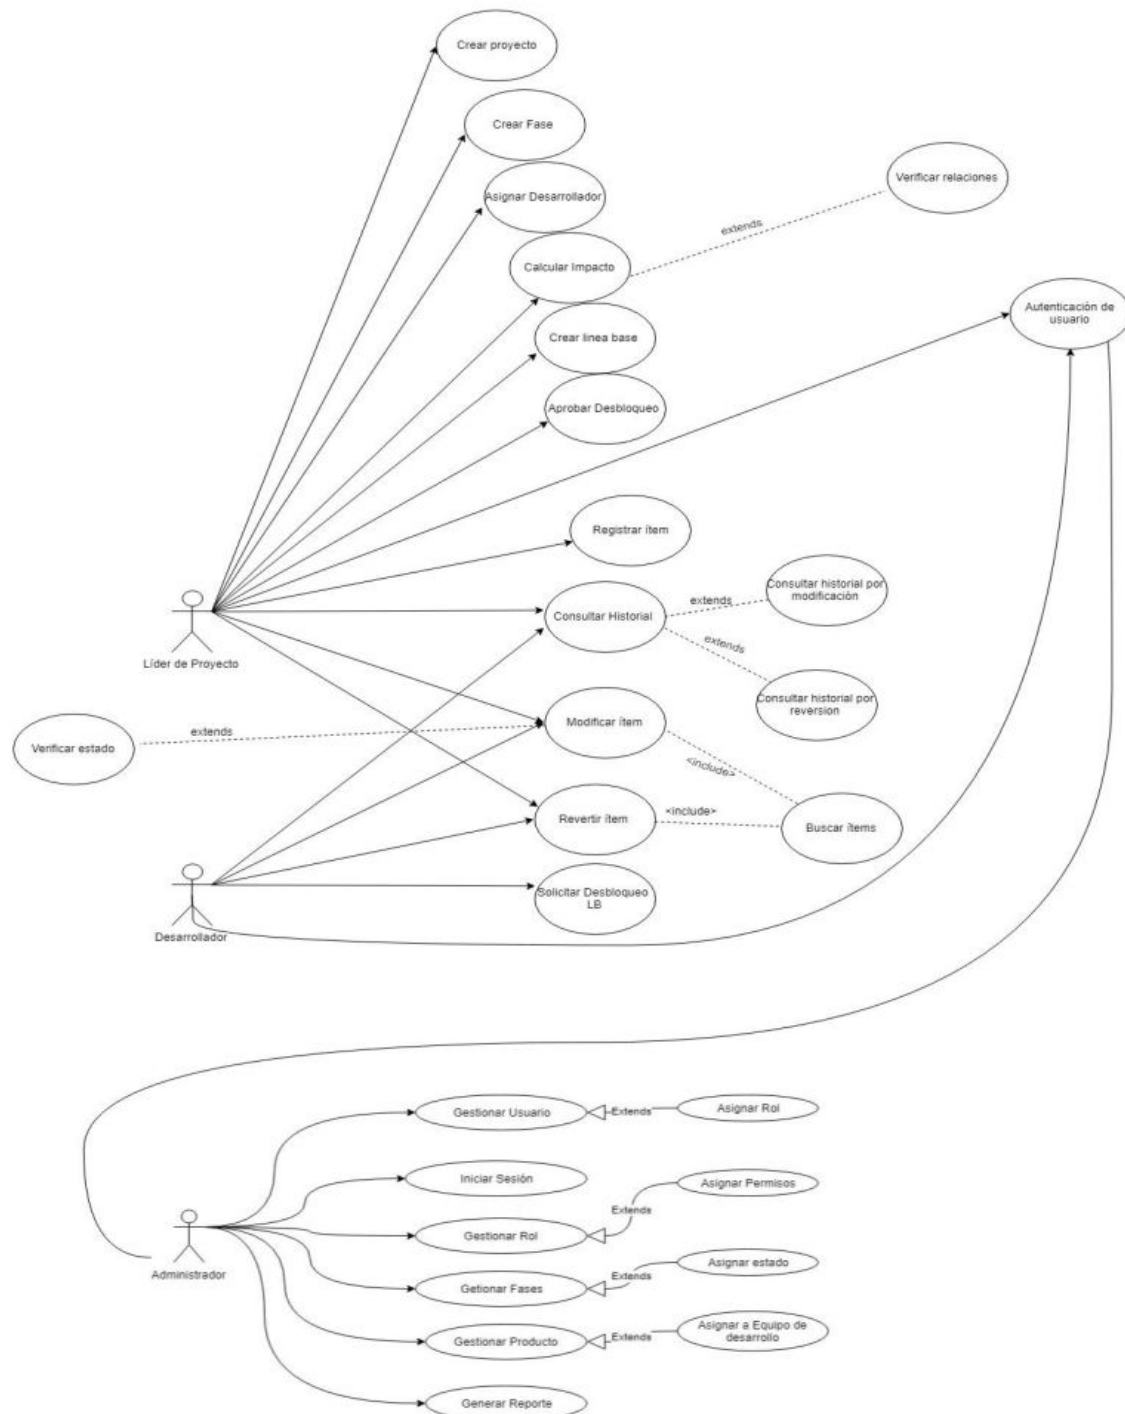 Crear proyecto
Crear Fase
Asignar Desarrollador
Verificar relaciones
extends
Calcular Impacto
Autenticación de
usuario
Crear linea base
Aprobar Desbloqueo
Registrar ítem
Consultar historial por
modificación
extends
Consultar Historial
extends
Líder de Proyecto
Consultar historial por
reversion
Modificar ítem
extends
Verificar estado
<include>
Revertir ítem
<include>
Buscar ítems
Solicitar Desbloqueo
LB
Desarrollador
Gestionar Usuario
Extends
Asignar Rol
Iniciar Sesión
Asignar Permisos
Extends
Gestionar Rol
Asignar estado
Extends
Administrador
Getionar Fases
Asignar a Equipo de
desarrollo
Extends
Gestionar Producto
Generar Reporte